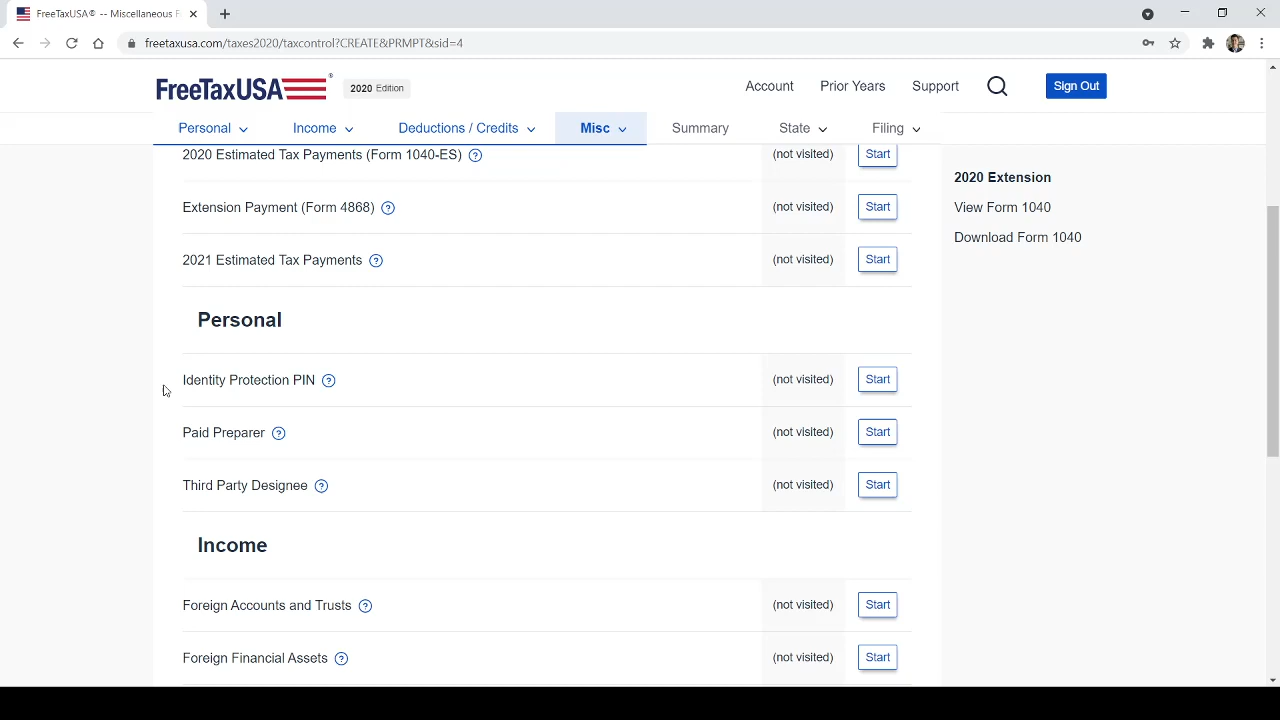 FreeTaxUSA® -- Miscellaneous F
freetaxusa.com/taxes2020/taxcontrol?CREATE&PRMPT&sid=4
FreeTaxUSA®
2020 Edition
Account
Prior Years
Support
Sign Out
Personal
Income
Deductions / Credits
Misc
Summary
State
Filing
2020 Estimated Tax Payments (Form 1040-ES) ? (not visited) Start
Extension Payment (Form 4868) ? (not visited) Start
2021 Estimated Tax Payments ? (not visited) Start
Personal
Identity Protection PIN ? (not visited) Start
Paid Preparer ? (not visited) Start
Third Party Designee ? (not visited) Start
Income
Foreign Accounts and Trusts ? (not visited) Start
Foreign Financial Assets ? (not visited) Start
2020 Extension
View Form 1040
Download Form 1040